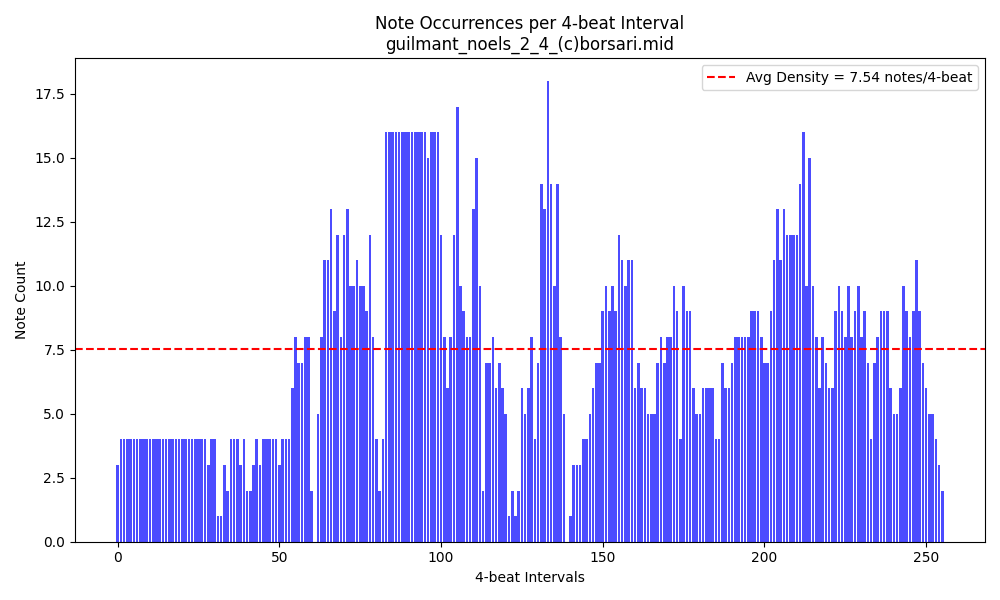 Note Occurrences per 4-beat Interval
guilmant_noels_2_4_(c)borsari.mid
Avg Density = 7.54 notes/4-beat
17.5
15.0
12.5
10.0
7.5
5.0
2.5
0.0
Note Count
0 50 100 150 200 250
4-beat Intervals